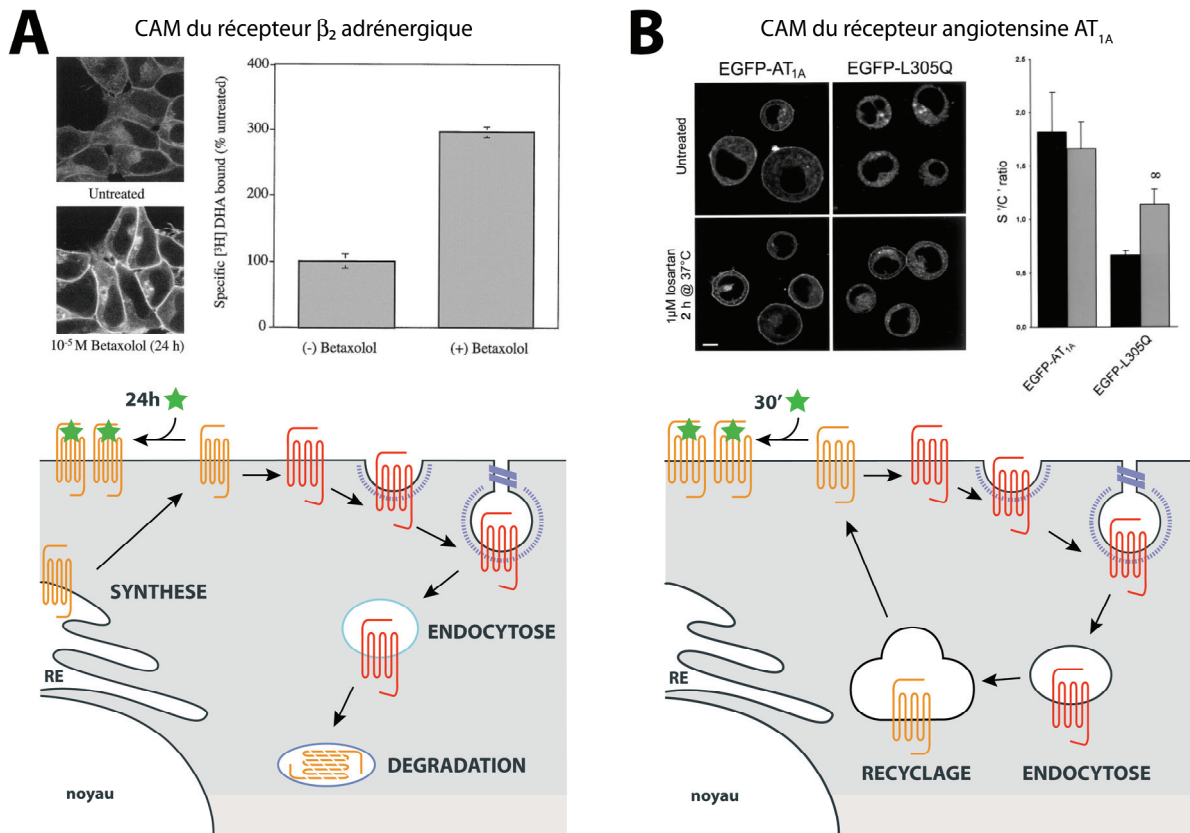 A
CAM du récepteur β₂ adrénergique
Untreated
10⁻⁵ M Betaxolol (24 h)
Specific [³H] DHA bound (% untreated)
400
300
200
100
0
(-) Betaxolol
(+) Betaxolol
24h
SYNTHESE
RE
noyau
ENDOCYTOSE
DEGRADATION
B
CAM du récepteur angiotensine AT₁A
EGFP-AT₁A
EGFP-L305Q
Untreated
1µM losartan
2 h @ 37°C
S'/C' ratio
2,5
2,0
1,5
1,0
0,5
0,0
∞
EGFP-AT₁A
EGFP-L305Q
30’
RE
noyau
RECYCLAGE
ENDOCYTOSE